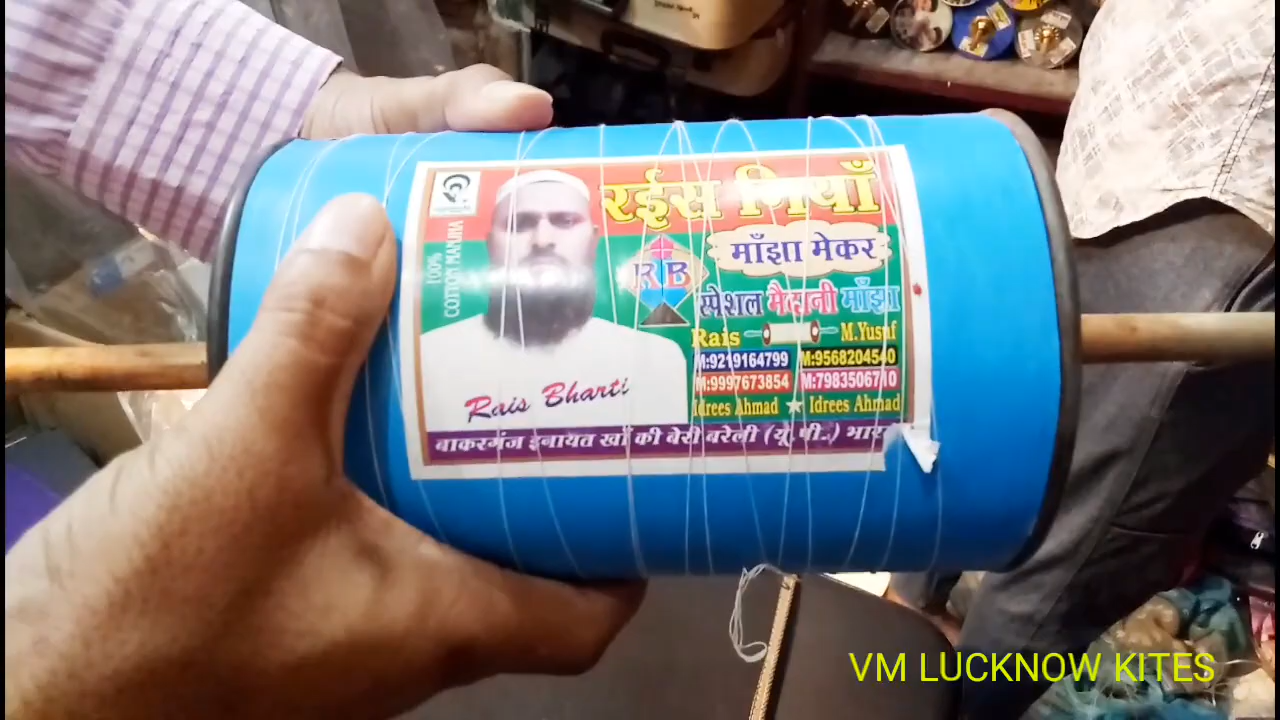 रईस मियाँ
100%
COTTON MANJHA
RB
माँझा मेकर
स्पेशल मैदानी माँझा
Rais M.Yusuf
M:9219164799 M:9568204540
M:9997673854 M:7983506710
Idrees Ahmad ★ Idrees Ahmad
Rais Bharti
बाकरगंज इनायत खाँ की बेरी बरेली (यू.पी.)
VM LUCKNOW KITES